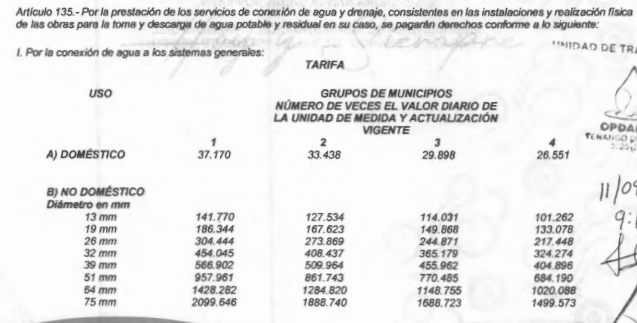 Artículo 135.- Por la prestación de los servicios de conexión de agua y drenaje, consistentes en las instalaciones y realización física
de las obras para la toma y descarga de agua potable y residual en su caso, se pagarán derechos conforme a lo siguiente:
I. Por la conexión de agua a los sistemas generales:
UNIDAD DE TRA
TARIFA
USO GRUPOS DE MUNICIPIOS
NÚMERO DE VECES EL VALOR DIARIO DE
LA UNIDAD DE MEDIDA Y ACTUALIZACIÓN
VIGENTE
OPDA
TENANGO D
1 2 3 4
A) DOMÉSTICO 37.170 33.438 29.898 26.551
B) NO DOMÉSTICO
Diámetro en mm
11/09
13 mm 141.770 127.534 114.031 101.262
19 mm 186.344 167.623 149.868 133.078
26 mm 304.444 273.869 244.871 217.448
32 mm 454.045 408.437 365.179 324.274
39 mm 566.902 509.964 455.962 404.896
51 mm 957.961 861.743 770.485 684.190
64 mm 1428.282 1284.820 1148.755 1020.088
75 mm 2099.646 1888.740 1688.723 1499.573